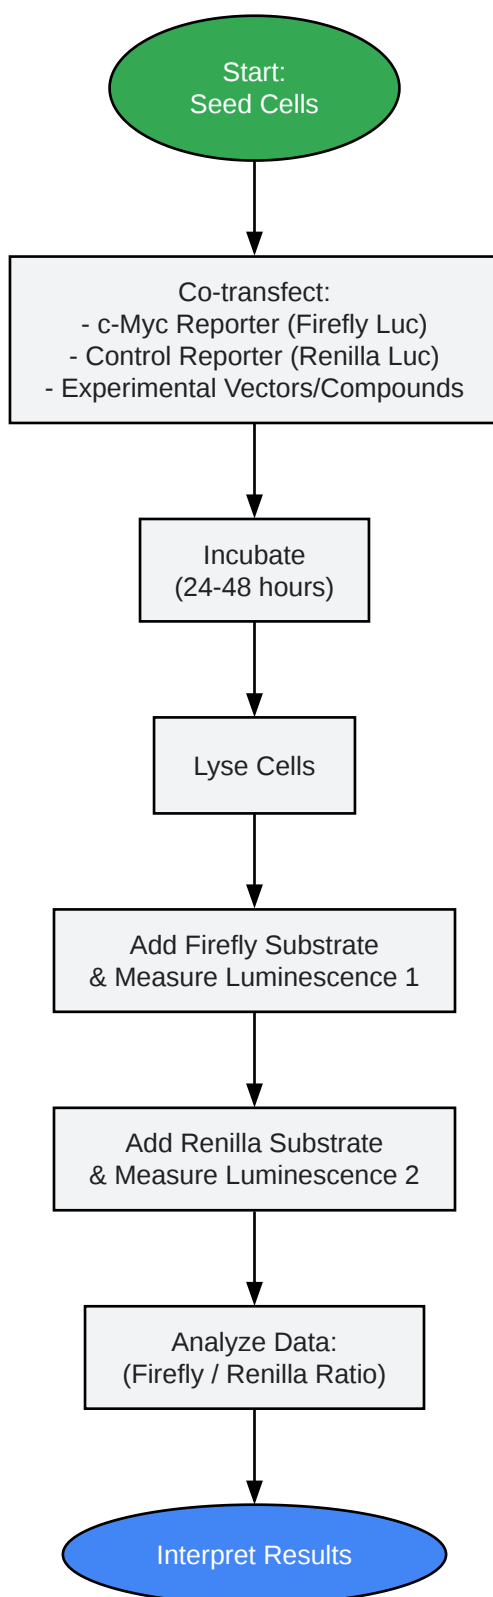 Start:
Seed Cells
Co-transfect:
- c-Myc Reporter (Firefly Luc)
- Control Reporter (Renilla Luc)
- Experimental Vectors/Compounds
Incubate
(24-48 hours)
Lyse Cells
Add Firefly Substrate
& Measure Luminescence 1
Add Renilla Substrate
& Measure Luminescence 2
Analyze Data:
(Firefly / Renilla Ratio)
Interpret Results